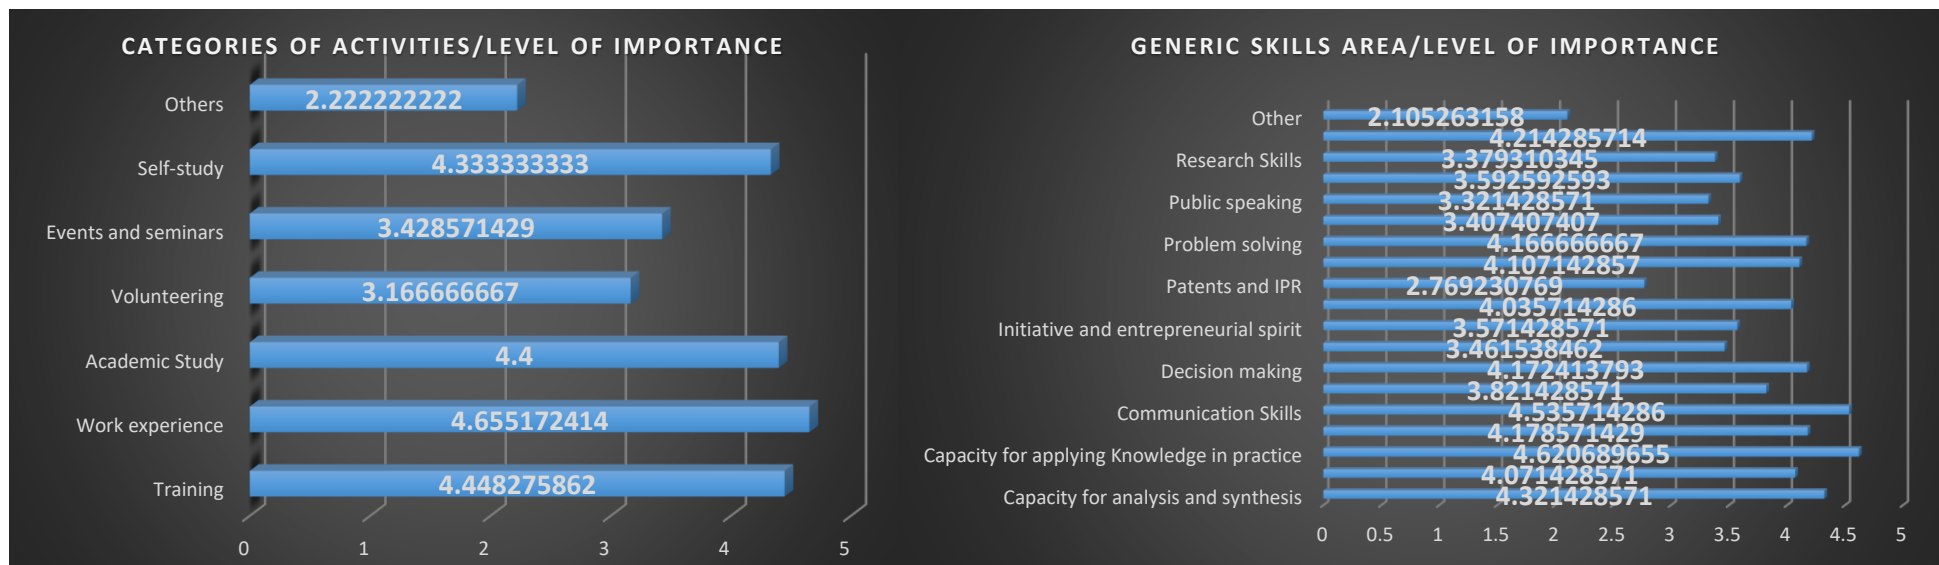 CATEGORIES OF ACTIVITIES/LEVEL OF IMPORTANCE
Others 2.222222222
Self-study 4.333333333
Events and seminars 3.428571429
Volunteering 3.166666667
Academic Study 4.4
Work experience 4.655172414
Training 4.448275862
0 1 2 3 4 5
GENERIC SKILLS AREA/LEVEL OF IMPORTANCE
Other 2.105263158
4.214285714
Research Skills 3.379310345
3.592592593
Public speaking 3.321428571
3.407407407
Problem solving 4.166666667
4.107142857
Patents and IPR 2.769230769
4.035714286
Initiative and entrepreneurial spirit 3.571428571
3.461538462
Decision making 4.172413793
3.821428571
Communication Skills 4.535714286
4.178571429
Capacity for applying Knowledge in practice 4.620689655
4.071428571
Capacity for analysis and synthesis 4.321428571
0 0.5 1 1.5 2 2.5 3 3.5 4 4.5 5